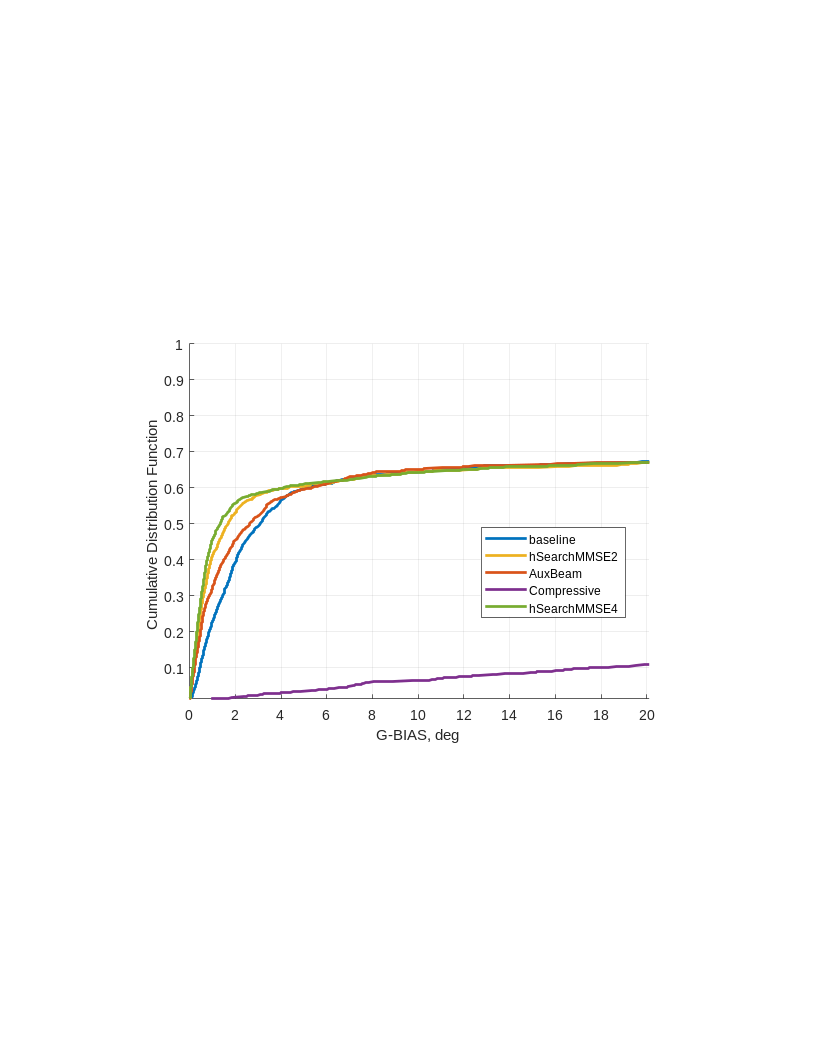 1
0.9
0.8
0.7
0.6
0.5
0.4
0.3
0.2
0.1
Cumulative Distribution Function
baseline
hSearchMMSE2
AuxBeam
Compressive
hSearchMMSE4
0 2 4 6 8 10 12 14 16 18 20
G-BIAS, deg